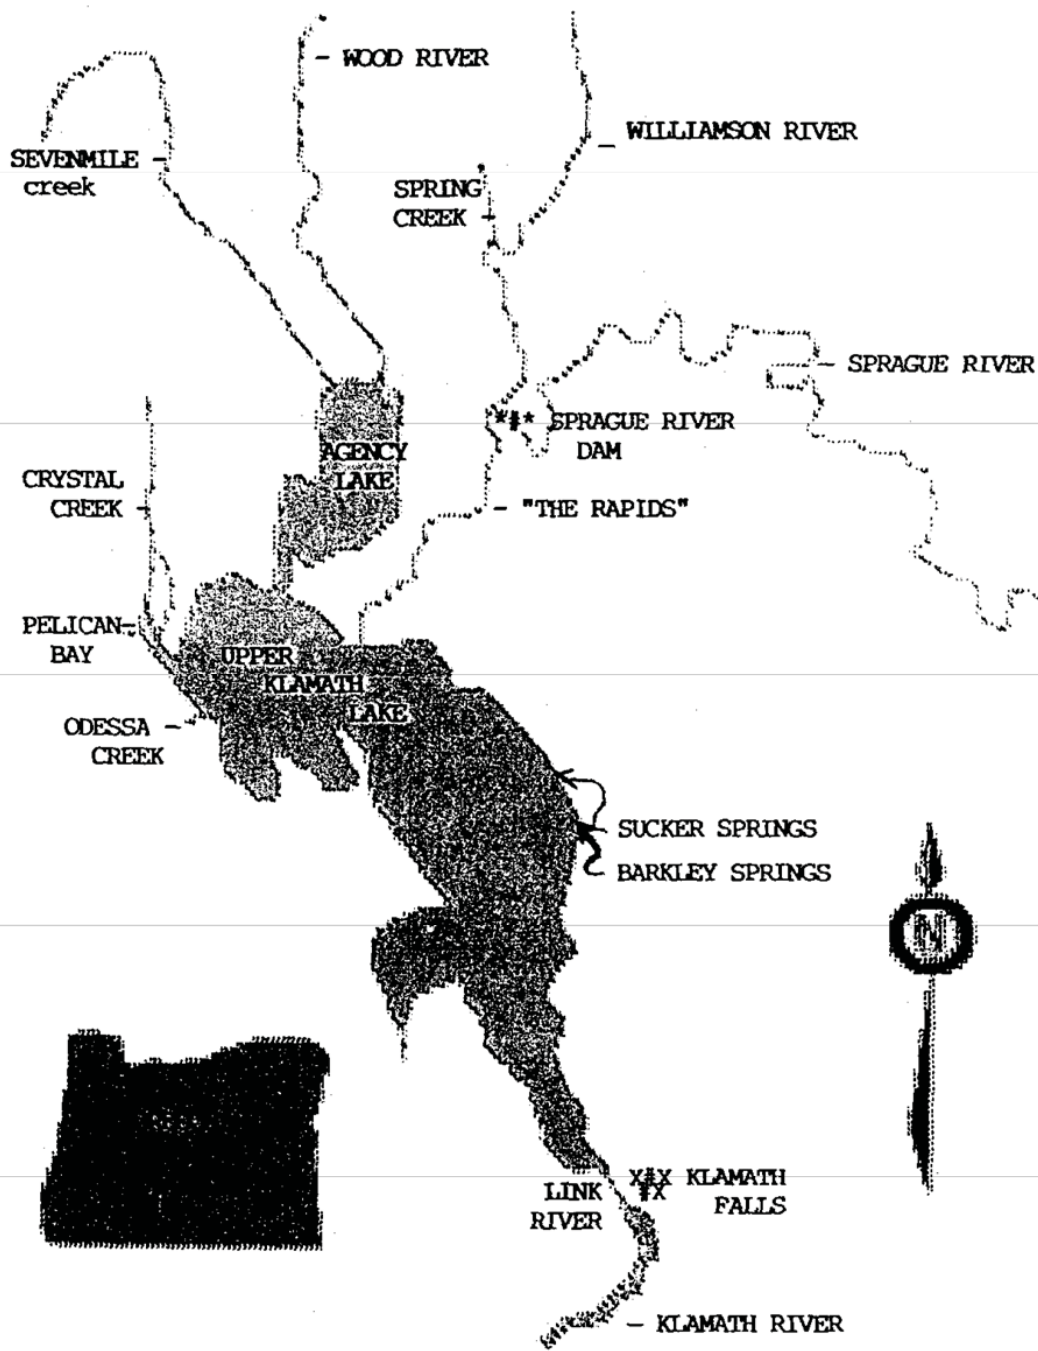 WOOD RIVER
WILLIAMSON RIVER
SEVENMILE
creek
SPRING
CREEK
SPRAGUE RIVER
*#* SPRAGUE RIVER
DAM
AGENCY
LAKE
CRYSTAL
CREEK
"THE RAPIDS"
PELICAN
BAY
UPPER
KLAMATH
LAKE
ODESSA
CREEK
SUCKER SPRINGS
BARKLEY SPRINGS
N
X#X KLAMATH
#X FALLS
LINK
RIVER
KLAMATH RIVER